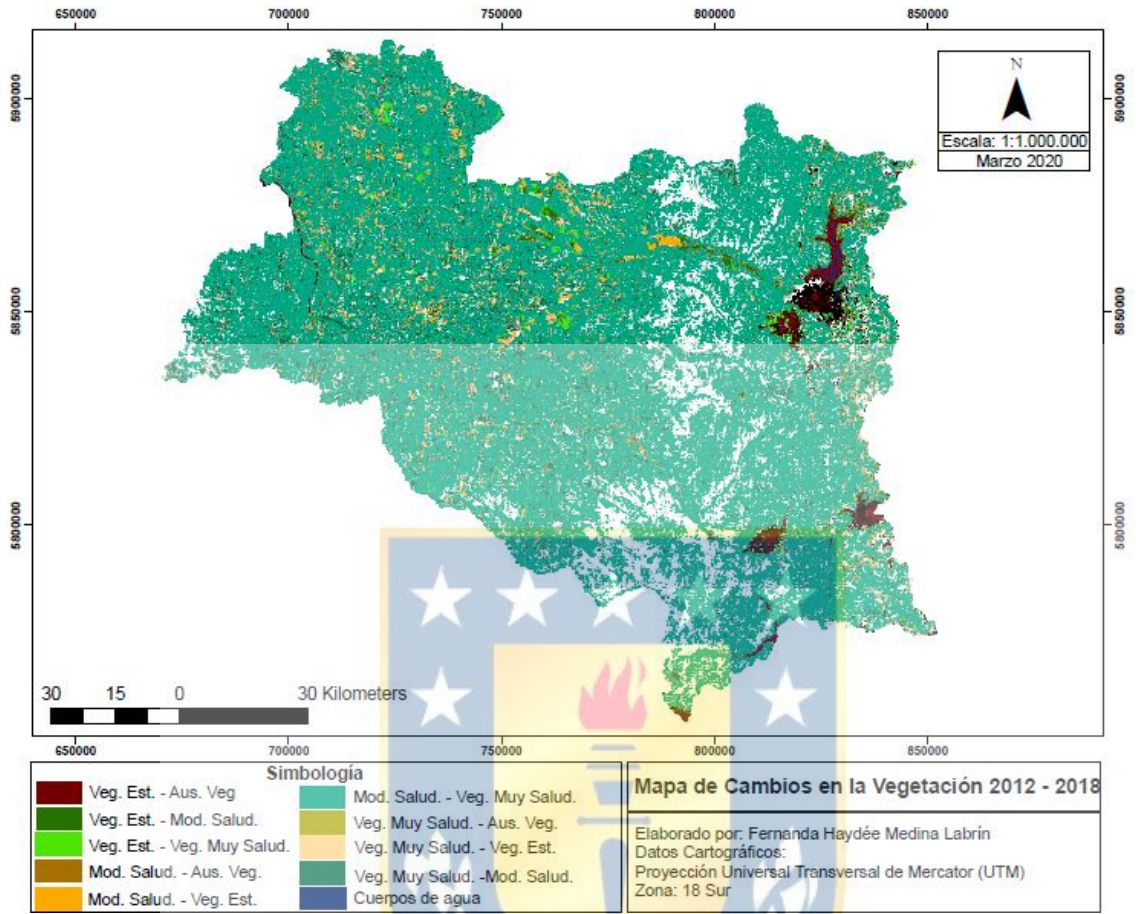 650000 700000 750000 800000 850000
5900000 5900000
N
Escala: 1:1.000.000
Marzo 2020
5850000 5850000
5800000 5800000
30 15 0 30 Kilometers
650000 700000 750000 800000 850000
Simbología
Veg. Est. - Aus. Veg
Veg. Est. - Mod. Salud.
Veg. Est. - Veg. Muy Salud.
Mod. Salud - Aus. Veg.
Mod. Salud - Veg. Est.
Mod. Salud. - Veg. Muy Salud.
Veg. Muy Salud. - Aus. Veg.
Veg. Muy Salud. - Veg. Est.
Veg. Muy Salud. -Mod. Salud.
Cuerpos de agua
Mapa de Cambios en la Vegetación 2012 - 2018
Elaborado por: Fernanda Haydée Medina Labrín
Datos Cartográficos:
Proyección Universal Transversal de Mercator (UTM)
Zona: 18 Sur